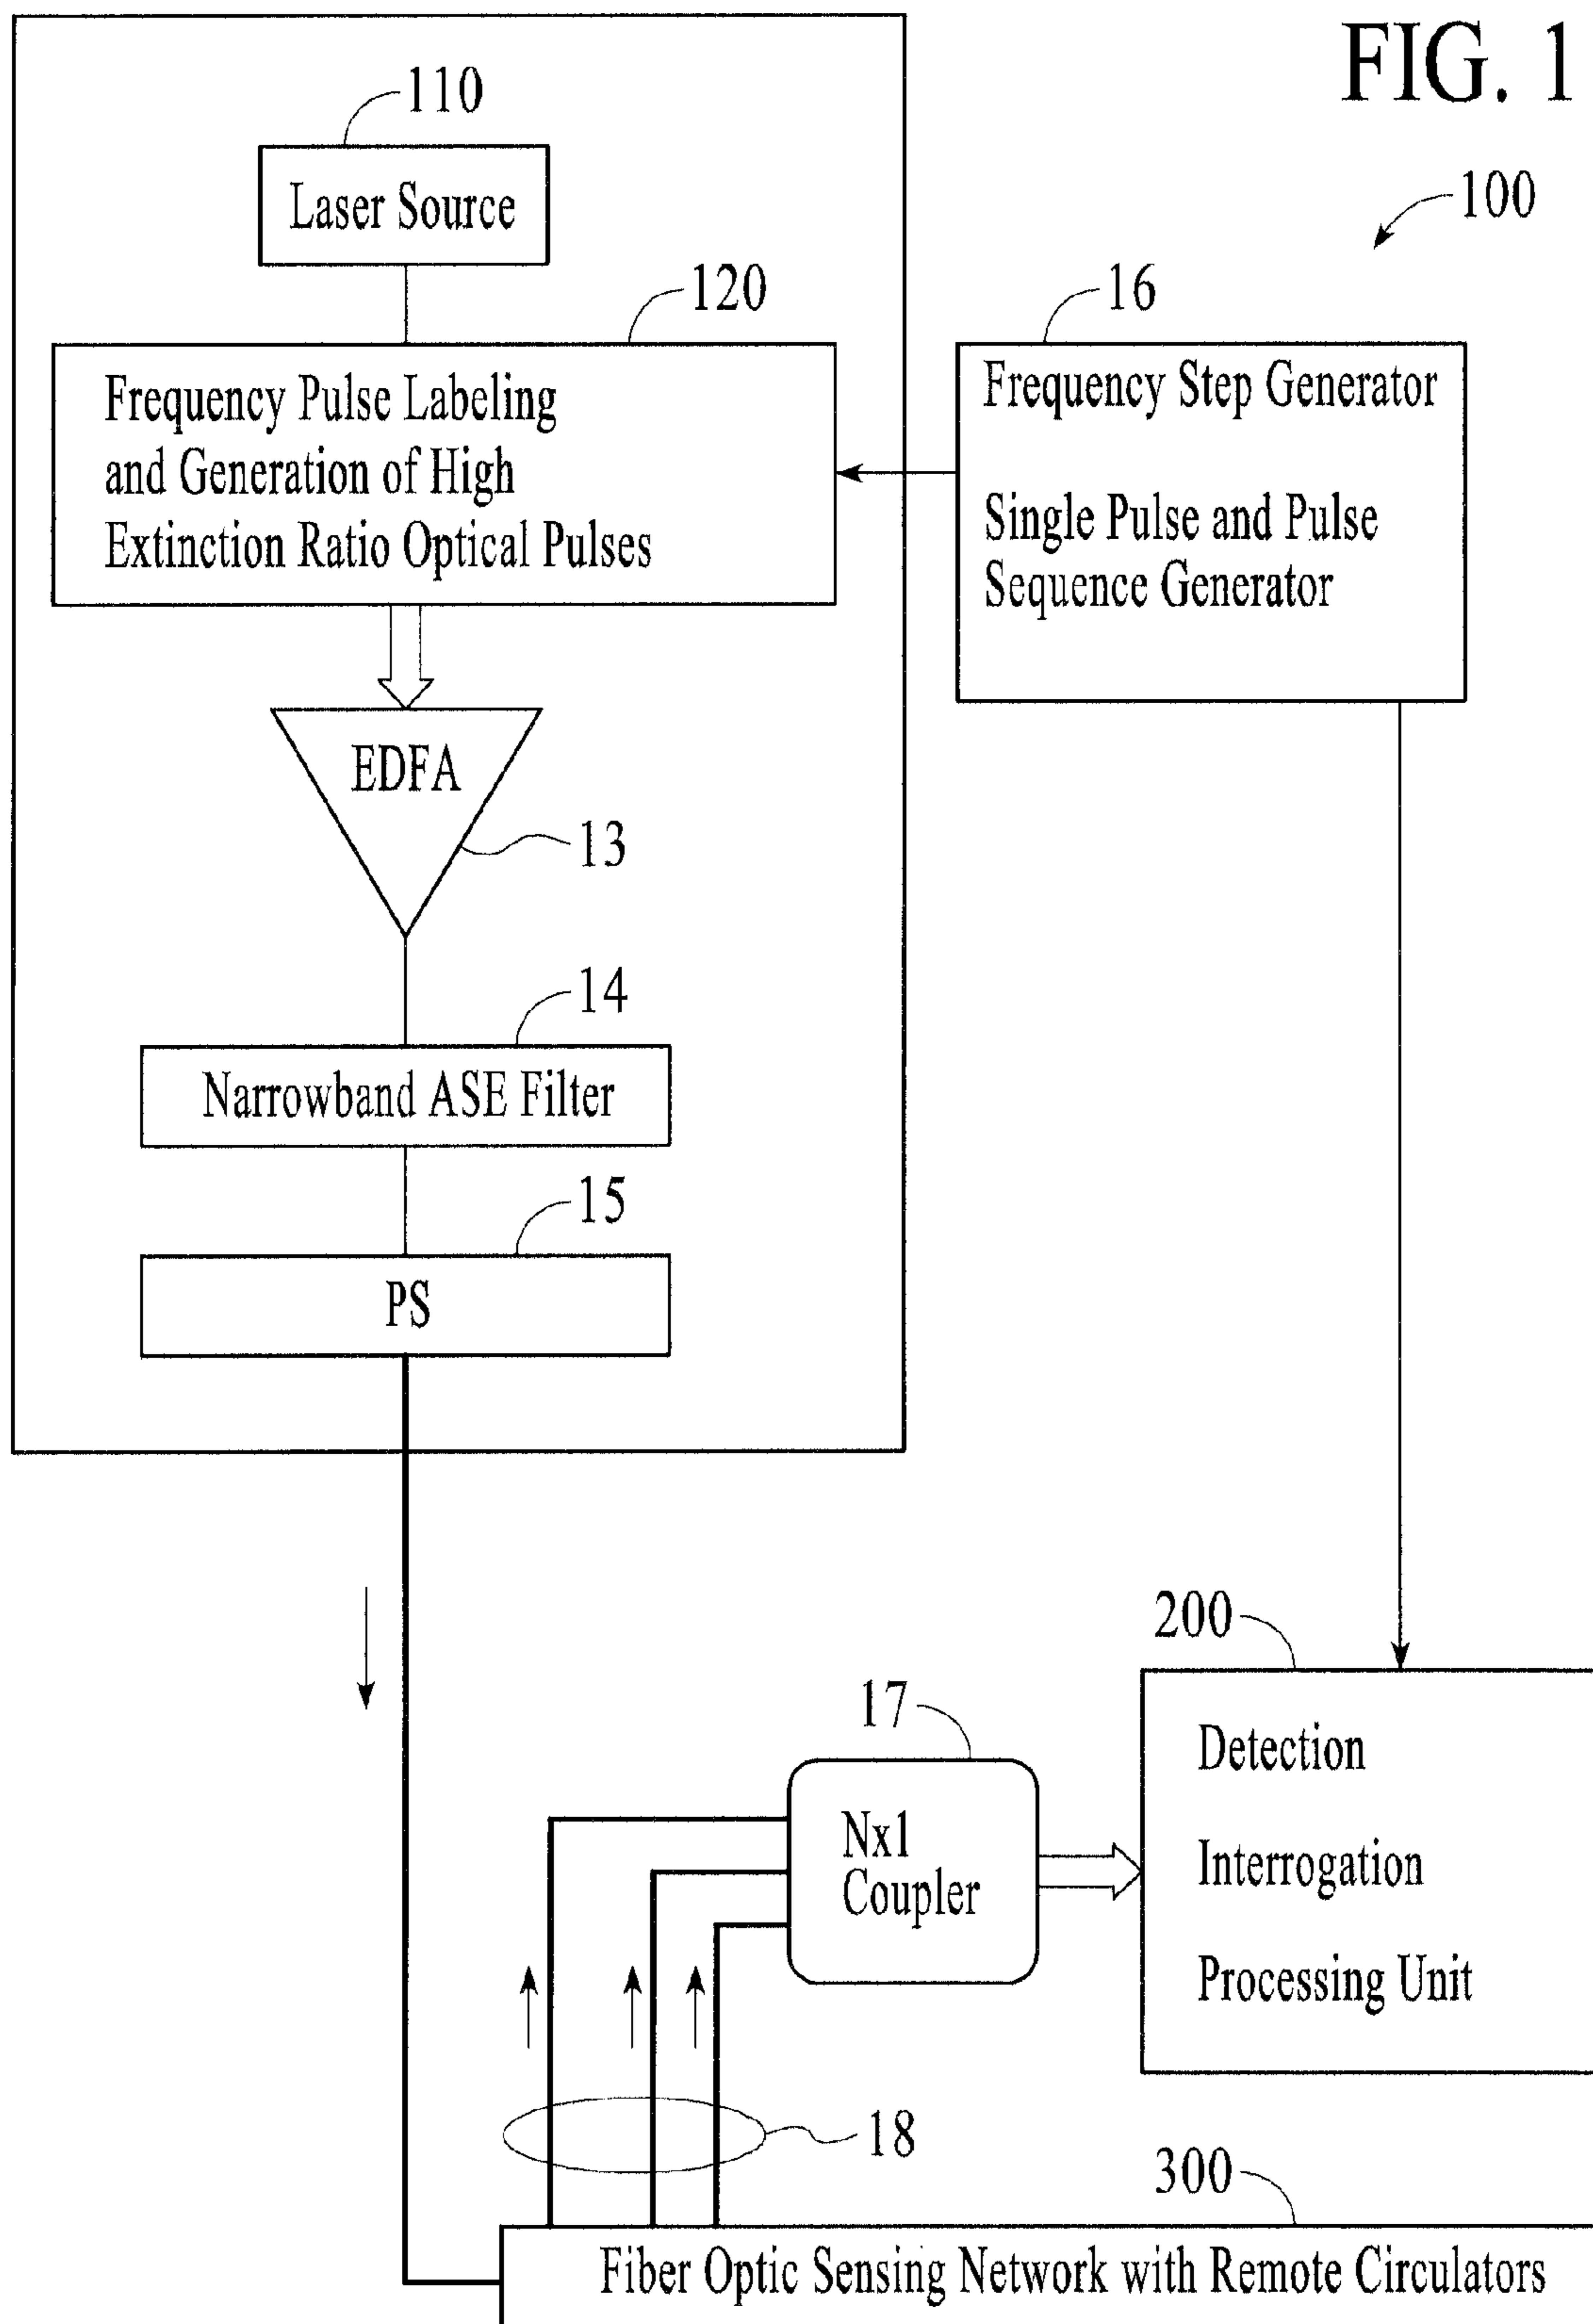 FIG. 1
110
Laser Source
100
120
16
Frequency Pulse Labeling
and Generation of High
Extinction Ratio Optical Pulses
Frequency Step Generator
Single Pulse and Pulse
Sequence Generator
EDFA
13
14
Narrowband ASE Filter
15
PS
200
17
Detection
Interrogation
Processing Unit
Nx1
Coupler
18
300
Fiber Optic Sensing Network with Remote Circulators